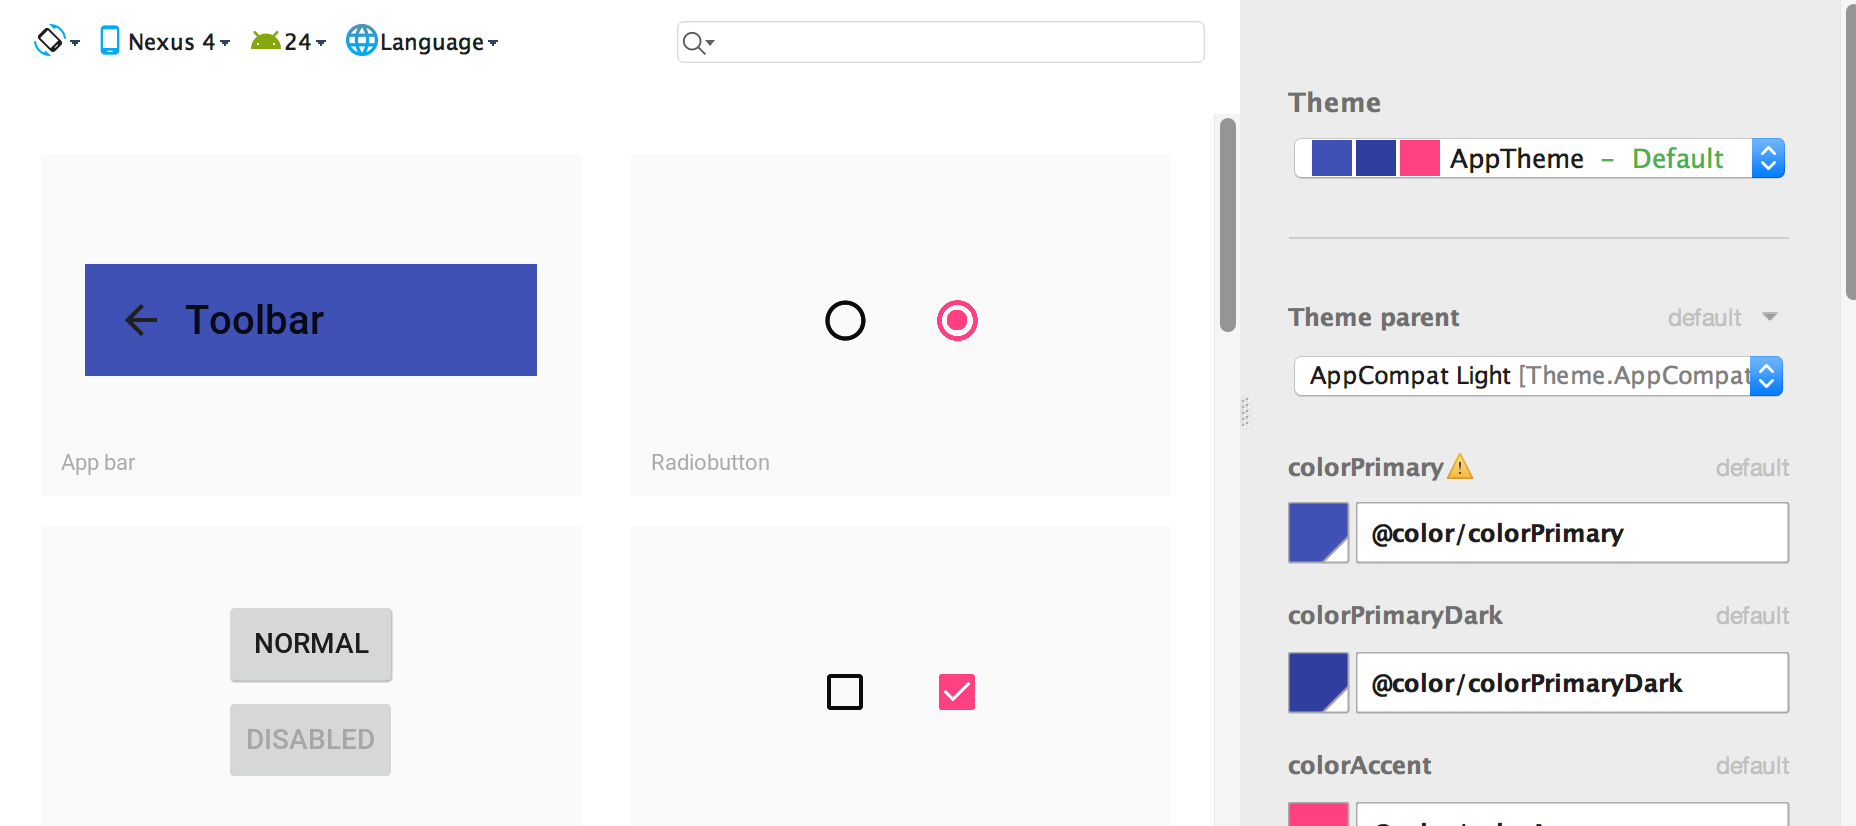 Nexus 4 24 Language
Theme
AppTheme - Default
Toolbar
App bar
Radiobutton
Theme parent default
AppCompat Light [Theme.AppCompat
colorPrimary default
@color/colorPrimary
NORMAL
DISABLED
colorPrimaryDark default
@color/colorPrimaryDark
colorAccent default